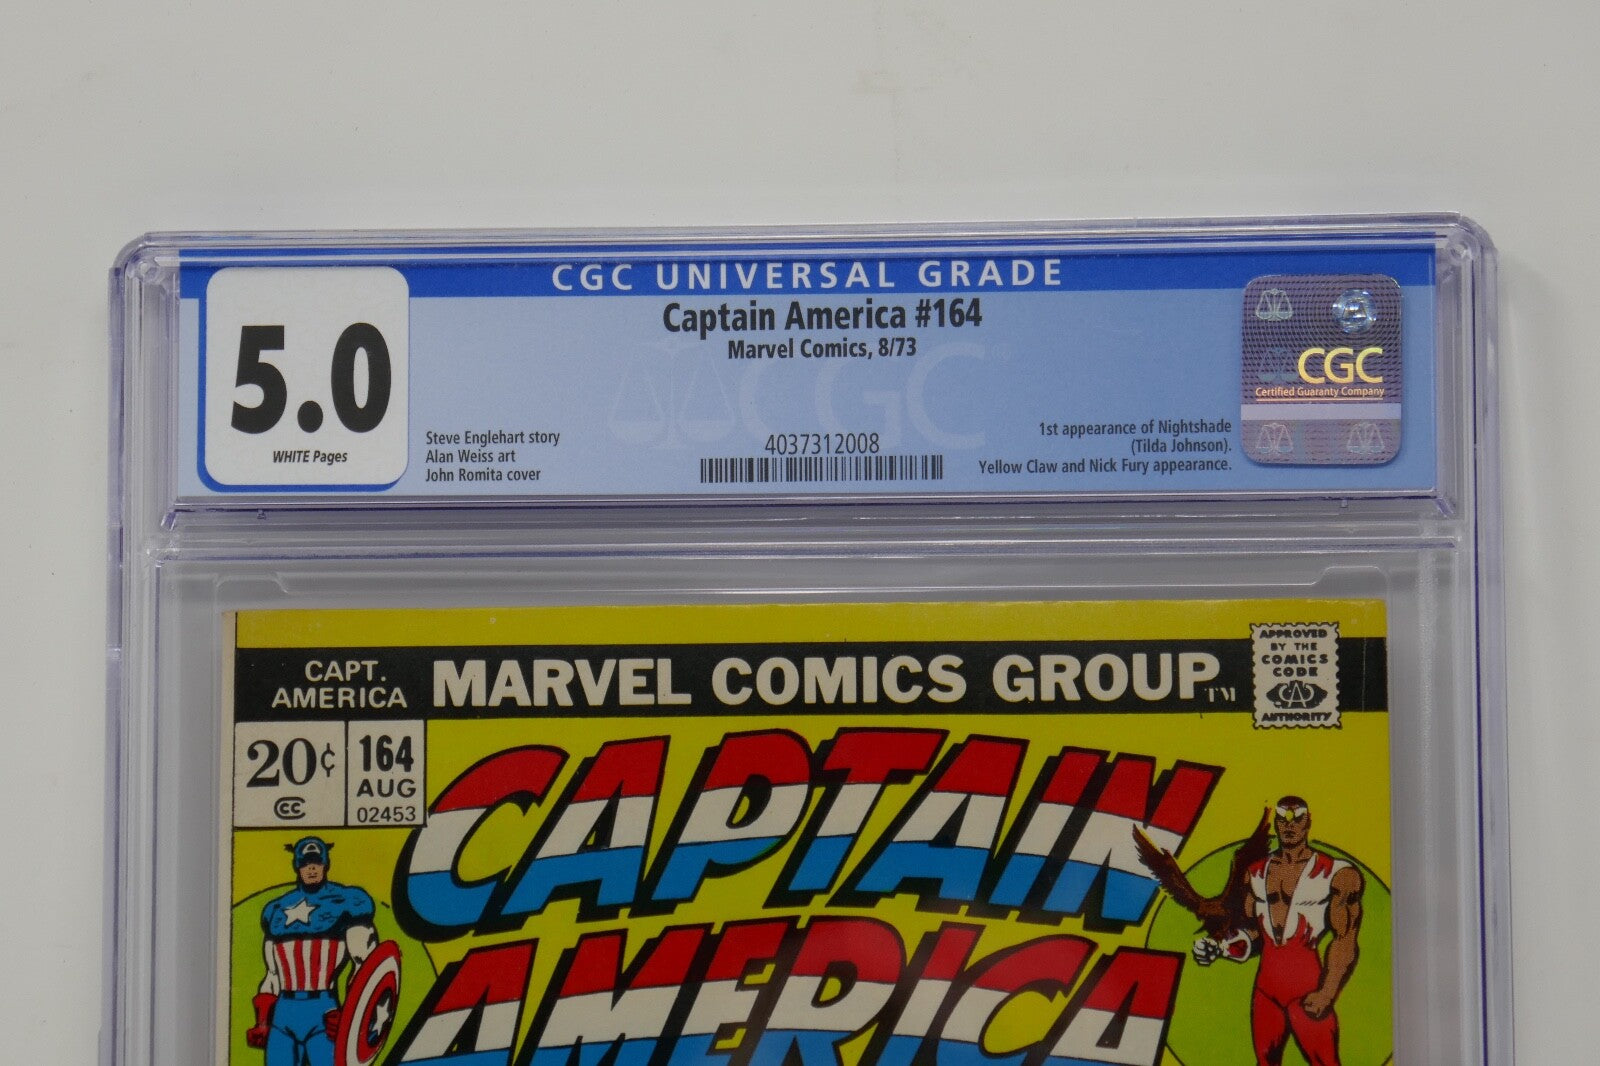 CGC UNIVERSAL GRADE
5.0
WHITE Pages
Captain America #164
Marvel Comics, 8/73
Steve Englehart story
Alan Weiss art
John Romita cover
4037312008
1st appearance of Nightshade
(Tilda Johnson).
Yellow Claw and Nick Fury appearance.
CGC
Certified Guaranty Company
CGC
CAPT.
AMERICA
MARVEL COMICS GROUP TM
APPROVED
BY THE
COMICS
CODE
CA
AUTHORITY
20¢
CC
164
AUG
02453
CAPTAIN
AMERICA